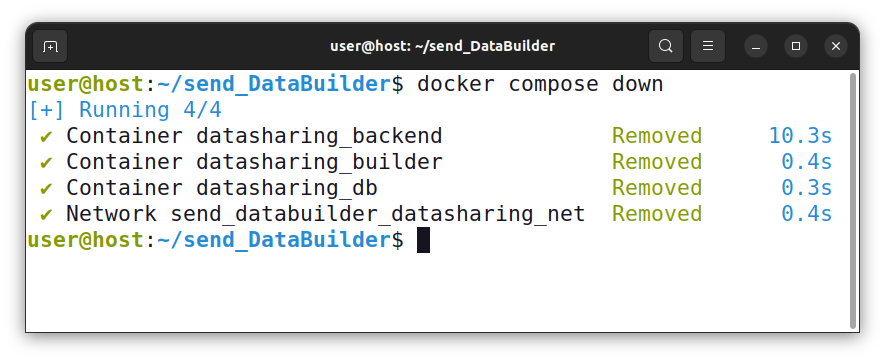 user@host: ~/send_DataBuilder
user@host:~/send_DataBuilder$ docker compose down
[+] Running 4/4
✔ Container datasharing_backend Removed 10.3s
✔ Container datasharing_builder Removed 0.4s
✔ Container datasharing_db Removed 0.3s
✔ Network send_databuilder_datasharing_net Removed 0.4s
user@host:~/send_DataBuilder$